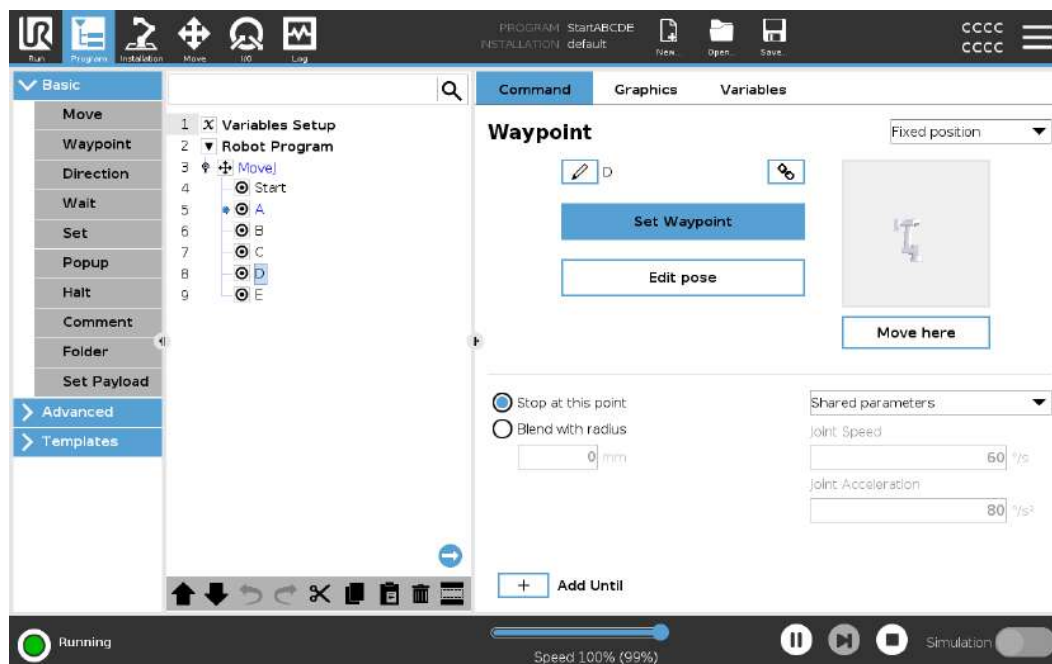 PROGRAM StartABCDE
INSTALLATION default
cccc
cccc
UR
Run
Program
Installation
Move
I/O
Log
New...
Open...
Save...
Basic
Move
Waypoint
Direction
Wait
Set
Popup
Halt
Comment
Folder
Set Payload
Advanced
Templates
1 X Variables Setup
2 Robot Program
3 MoveJ
4 Start
5 A
6 B
7 C
8 D
9 E
Command Graphics Variables
Waypoint
Fixed position
D
Set Waypoint
Edit pose
Move here
Stop at this point
Blend with radius
0 mm
Shared parameters
Joint Speed
60 °/s
Joint Acceleration
80 °/s²
+ Add Until
Running
Speed 100% (99%)
Simulation